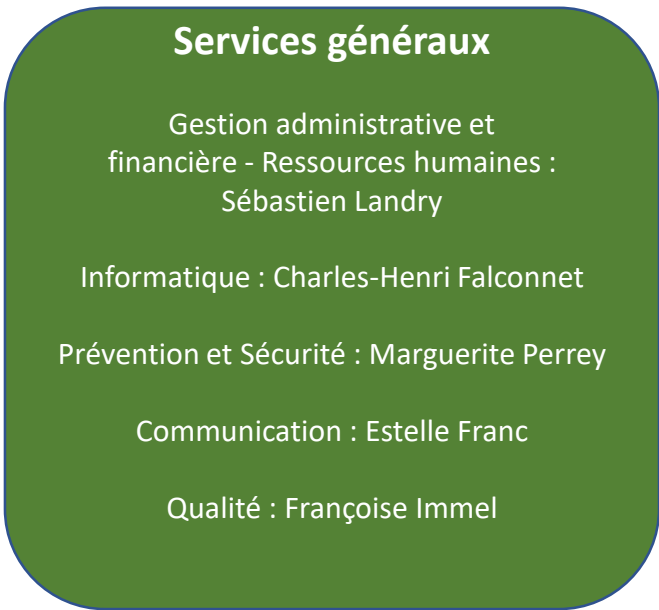 Services généraux
Gestion administrative et
financière - Ressources humaines :
Sébastien Landry
Informatique : Charles-Henri Falconnet
Prévention et Sécurité : Marguerite Perrey
Communication : Estelle Franc
Qualité : Françoise Immel